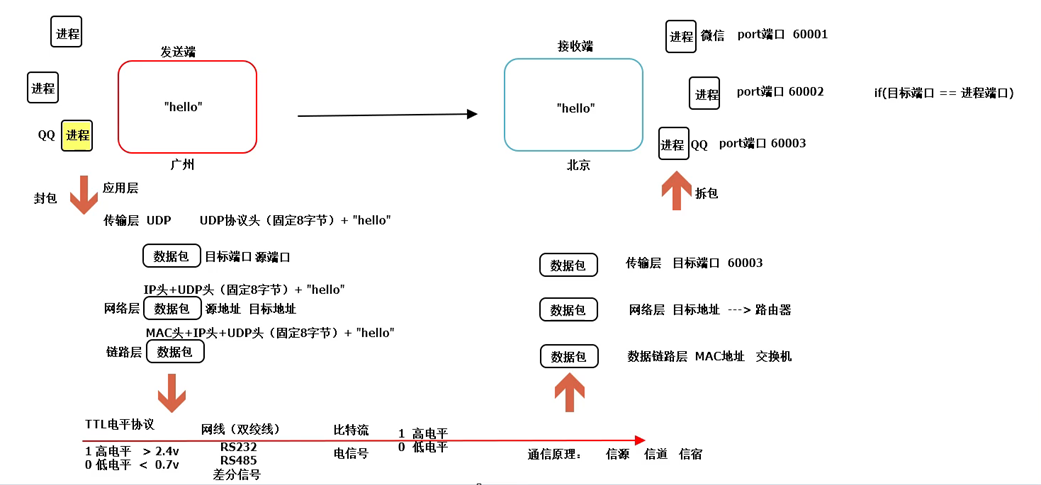 进程
发送端
接收端
进程 微信 port端口 60001
"hello"
"hello"
进程
进程 port端口 60002 if(目标端口 == 进程端口)
QQ 进程
进程 QQ port端口 60003
广州
北京
封包
应用层
拆包
传输层 UDP UDP协议头（固定8字节）+ "hello"
数据包 目标端口 源端口
数据包 传输层 目标端口 60003
IP头+UDP头（固定8字节）+ "hello"
网络层 数据包 源地址 目标地址
数据包 网络层 目标地址 ---> 路由器
MAC头+IP头+UDP头（固定8字节）+ "hello"
链路层 数据包
数据包 数据链路层 MAC地址 交换机
TTL电平协议
网线（双绞线）
比特流
1 高电平
0 低电平
1 高电平 > 2.4v
0 低电平 < 0.7v
RS232
RS485
差分信号
电信号
通信原理： 信源 信道 信宿